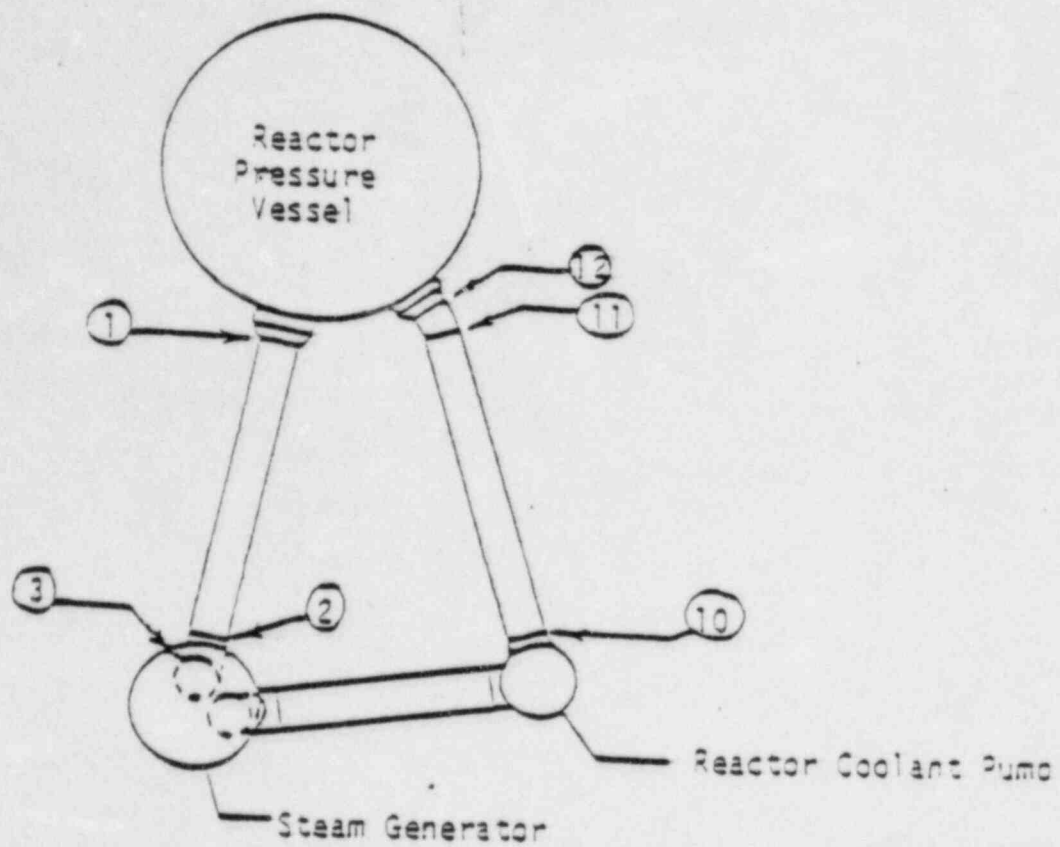 Reactor
Pressure
Vessel
12
1
11
3
2
10
Reactor Coolant Pump
Steam Generator